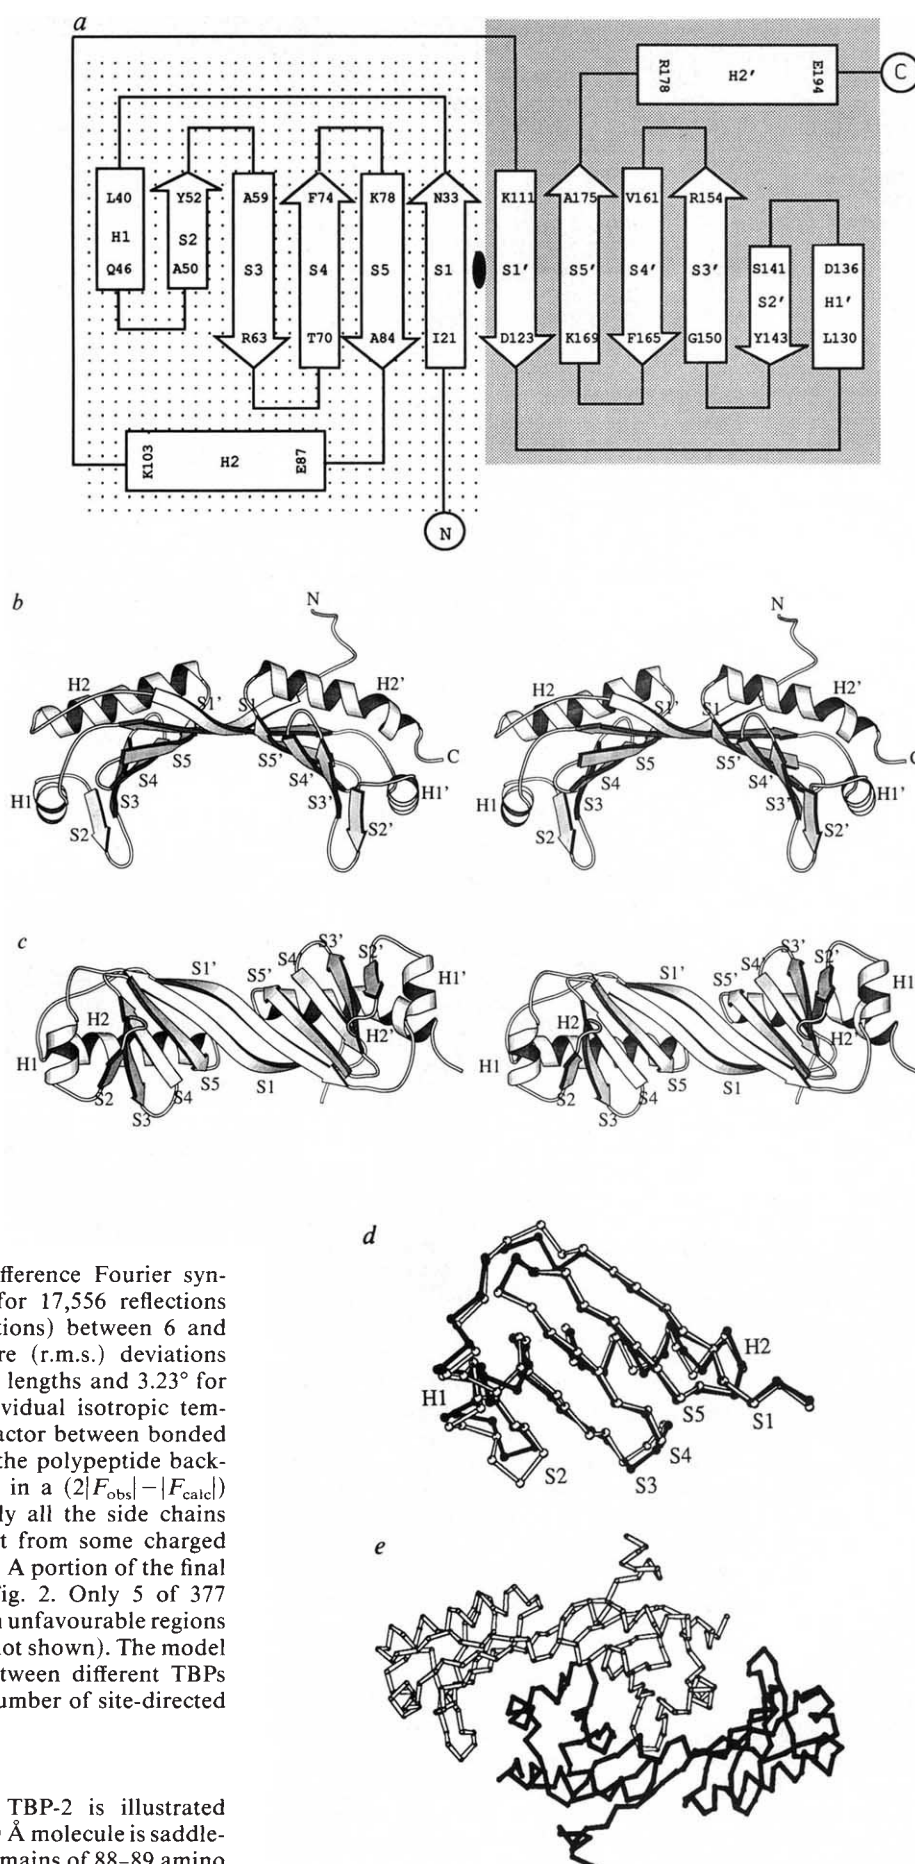 a
R178 H2' E194 C
L40 Y52 A59 F74 K78 N33 K111 A175 V161 R154
H1 S2 S3 S4 S5 S1 S1' S5' S4' S3' S141 D136
Q46 A50 S2' H1'
R63 T70 A84 I21 D123 K169 F165 G150 Y143 L130
K103 H2 E87
N
b
N N
H2 S1' S1 H2' H2 S1' S1 H2'
S5 S5' C S5 S5' C
S4 S4' S4 S4'
H1 S3 S3' H1' H1 S3 S3' H1'
S2 S2' S2 S2'
c
S3' S2' S3' S2'
S1' S5' S4 H1' S1' S5' S4' H1'
H2 H2' H2 H2'
H1 S5 S1 H1 S5 S1
S2 S4 S2 S4
S3 S3
d
H2
H1 S5 S1
S4
S2 S3
e
fference Fourier syn-
for 17,556 reflections
tions) between 6 and
re (r.m.s.) deviations
lengths and 3.23° for
vidual isotropic tem-
actor between bonded
the polypeptide back-
in a (2|Fobs|−|Fcalc|)
ly all the side chains
t from some charged
A portion of the final
ig. 2. Only 5 of 377
n unfavourable regions
not shown). The model
tween different TBPs
umber of site-directed
TBP-2 is illustrated
Å molecule is saddle-
mains of 88–89 amino